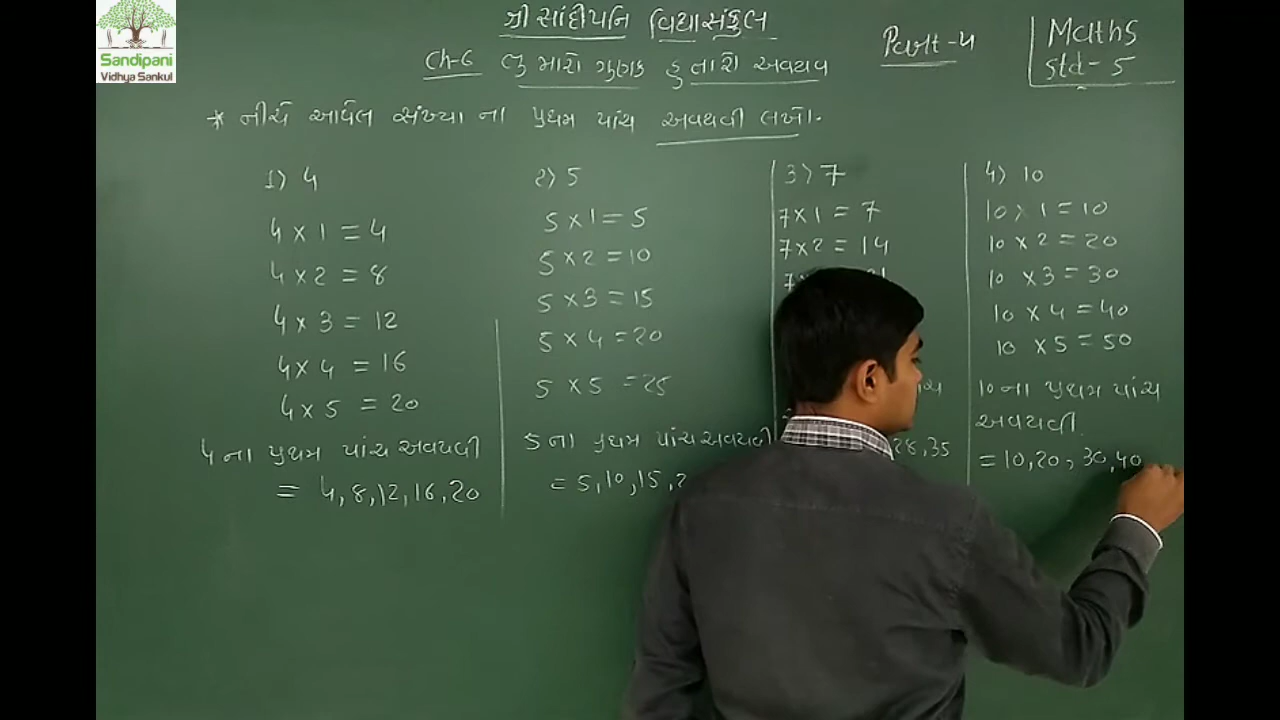 Sandipani
Vidhya Sankul
શ્રી સાંદીપનિ વિદ્યાસંકુલ
Ch-6 હું તારો ગુણક તું મારો અવયવ
Part-4
Maths
std-5
* નીચે આપેલ સંખ્યા ના પ્રથમ પાંચ અવયવી લખો.
1) 4
4 × 1 = 4
4 × 2 = 8
4 × 3 = 12
4 × 4 = 16
4 × 5 = 20
4 ના પ્રથમ પાંચ અવયવી
= 4, 8, 12, 16, 20
2) 5
5 × 1 = 5
5 × 2 = 10
5 × 3 = 15
5 × 4 = 20
5 × 5 = 25
5 ના પ્રથમ પાંચ અવયવી
= 5, 10, 15, 2
3) 7
7 × 1 = 7
7 × 2 = 14
28, 35
4) 10
10 × 1 = 10
10 × 2 = 20
10 × 3 = 30
10 × 4 = 40
10 × 5 = 50
10 ના પ્રથમ પાંચ
અવયવી
= 10, 20, 30, 40